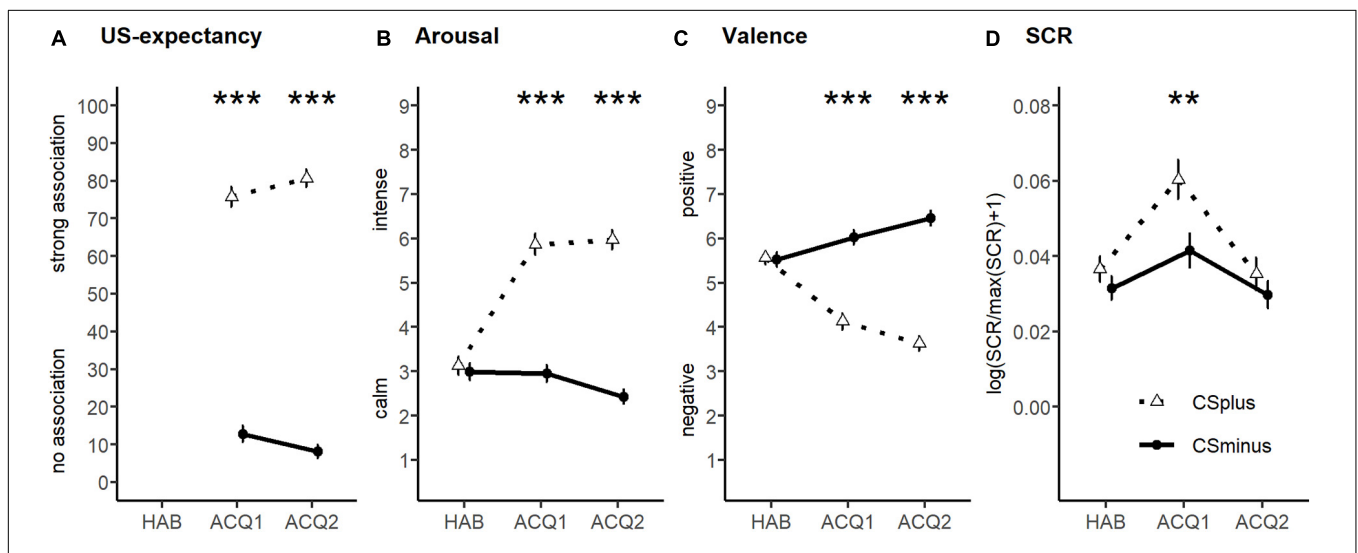 A US-expectancy
B Arousal
C Valence
D SCR
*** ***
100
90
80
70
60
50
40
30
20
10
0
strong association
no association
HAB ACQ1 ACQ2
*** ***
9
8
7
6
5
4
3
2
1
intense
calm
HAB ACQ1 ACQ2
*** ***
9
8
7
6
5
4
3
2
1
positive
negative
HAB ACQ1 ACQ2
**
0.08
0.06
0.04
0.02
0.00
log(SCR/max(SCR)+1)
CSplus
CSminus
HAB ACQ1 ACQ2